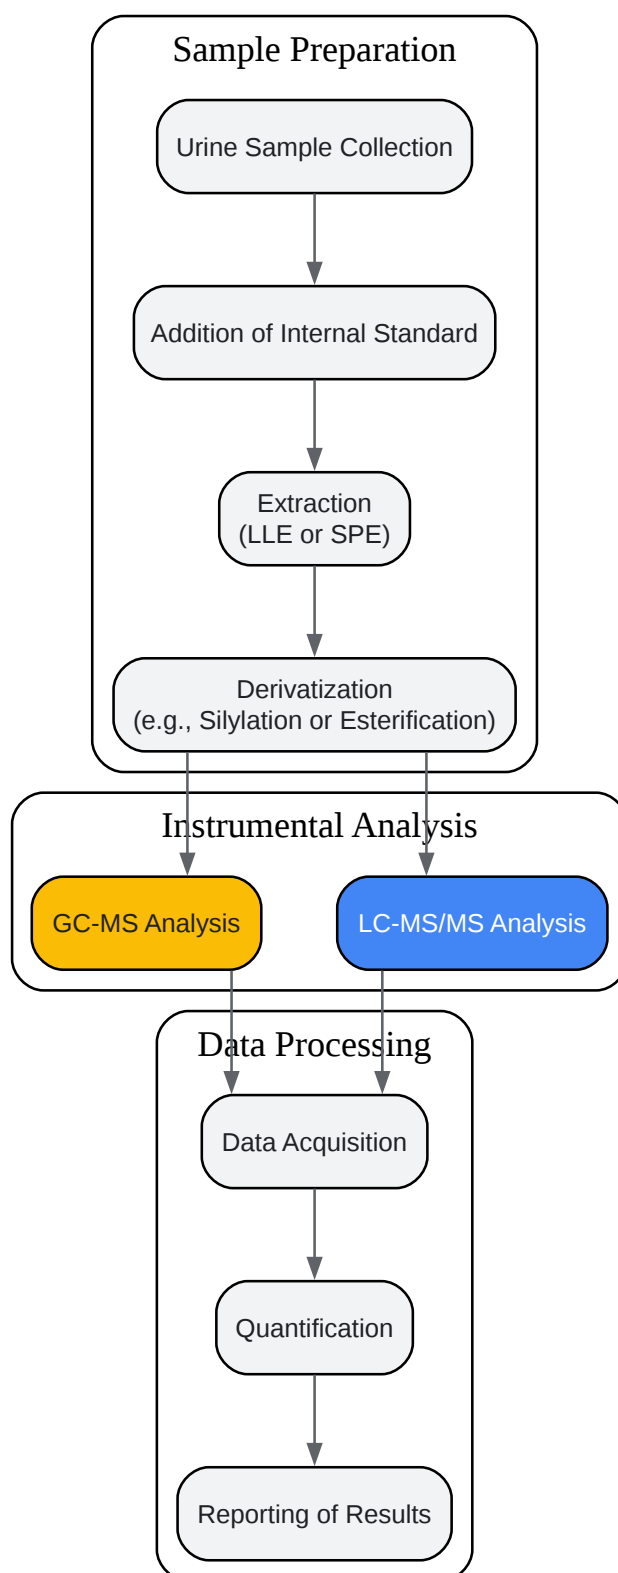 Sample Preparation
Urine Sample Collection
Addition of Internal Standard
Extraction
(LLE or SPE)
Derivatization
(e.g., Silylation or Esterification)
Instrumental Analysis
GC-MS Analysis
LC-MS/MS Analysis
Data Processing
Data Acquisition
Quantification
Reporting of Results